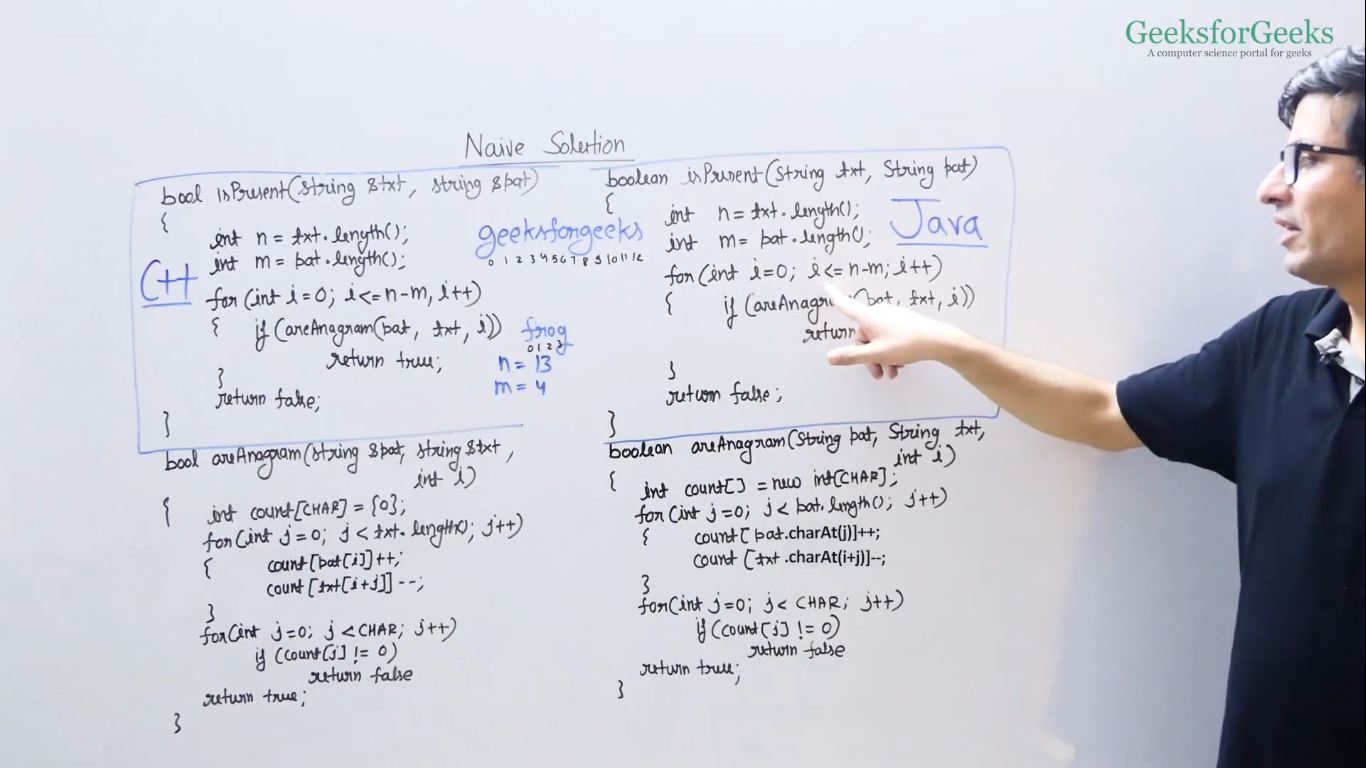 GeeksforGeeks
A computer science portal for geeks
Naive Solution
bool isPresent(string &txt, string &pat)
{
int n = txt.length();
int m = pat.length();
for(int i=0; i<=n-m, i++)
{ if (areAnagram(pat, txt, i))
return true;
}
return false;
}
C++
geeksforgeeks
0 1 2 3 4 5 6 7 8 9 10 11 12
frog
0 1 2 3
n = 13
m = 4
boolean isPresent(String txt, String pat)
{
int n = txt.length();
int m = pat.length();
for(int i=0; i<=n-m; i++)
{ if (areAnagram(pat, txt, i))
return
}
return false;
}
Java
bool areAnagram(string &pat, string &txt,
int i)
{ int count[CHAR] = {0};
for(int j=0; j<txt.length(); j++)
{ count[pat[i]]++;
count[txt[i+j]]--;
}
for(int j=0; j<CHAR; j++)
if (count[j] != 0)
return false
return true;
}
boolean areAnagram(String pat, String txt,
int i)
{ int count[] = new int[CHAR];
for(int j=0; j<pat.length(); j++)
{ count[pat.charAt(j)]++;
count[txt.charAt(i+j)]--;
}
for(int j=0; j<CHAR; j++)
if (count[j] != 0)
return false
return true;
}